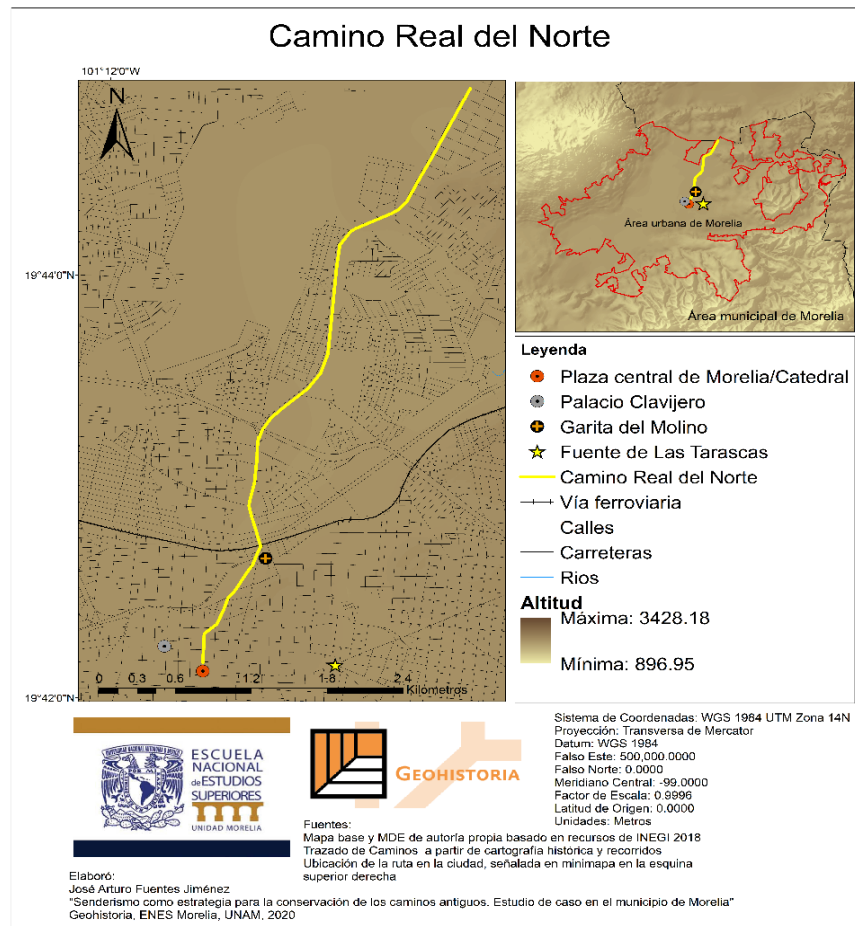 Camino Real del Norte
101°12'0"W
N
19°44'0"N
19°42'0"N
0 0.3 0.6 1.2 1.8 2.4
Kilómetros
Área urbana de Morelia
Área municipal de Morelia
Leyenda
Plaza central de Morelia/Catedral
Palacio Clavijero
Garita del Molino
Fuente de Las Tarascas
Camino Real del Norte
Vía ferroviaria
Calles
Carreteras
Rios
Altitud
Máxima: 3428.18
Mínima: 896.95
ESCUELA
NACIONAL
de ESTUDIOS
SUPERIORES
UNIDAD MORELIA
GEOHISTORIA
Sistema de Coordenadas: WGS 1984 UTM Zona 14N
Proyección: Transversa de Mercator
Datum: WGS 1984
Falso Este: 500,000.0000
Falso Norte: 0.0000
Meridiano Central: -99.0000
Factor de Escala: 0.9996
Latitud de Origen: 0.0000
Unidades: Metros
Fuentes:
Mapa base y MDE de autoría propia basado en recursos de INEGI 2018
Trazado de Caminos a partir de cartografía histórica y recorridos
Ubicación de la ruta en la ciudad, señalada en minimapa en la esquina
superior derecha
Elaboró:
José Arturo Fuentes Jiménez
"Senderismo como estrategia para la conservación de los caminos antiguos. Estudio de caso en el municipio de Morelia"
Geohistoria, ENES Morelia, UNAM, 2020